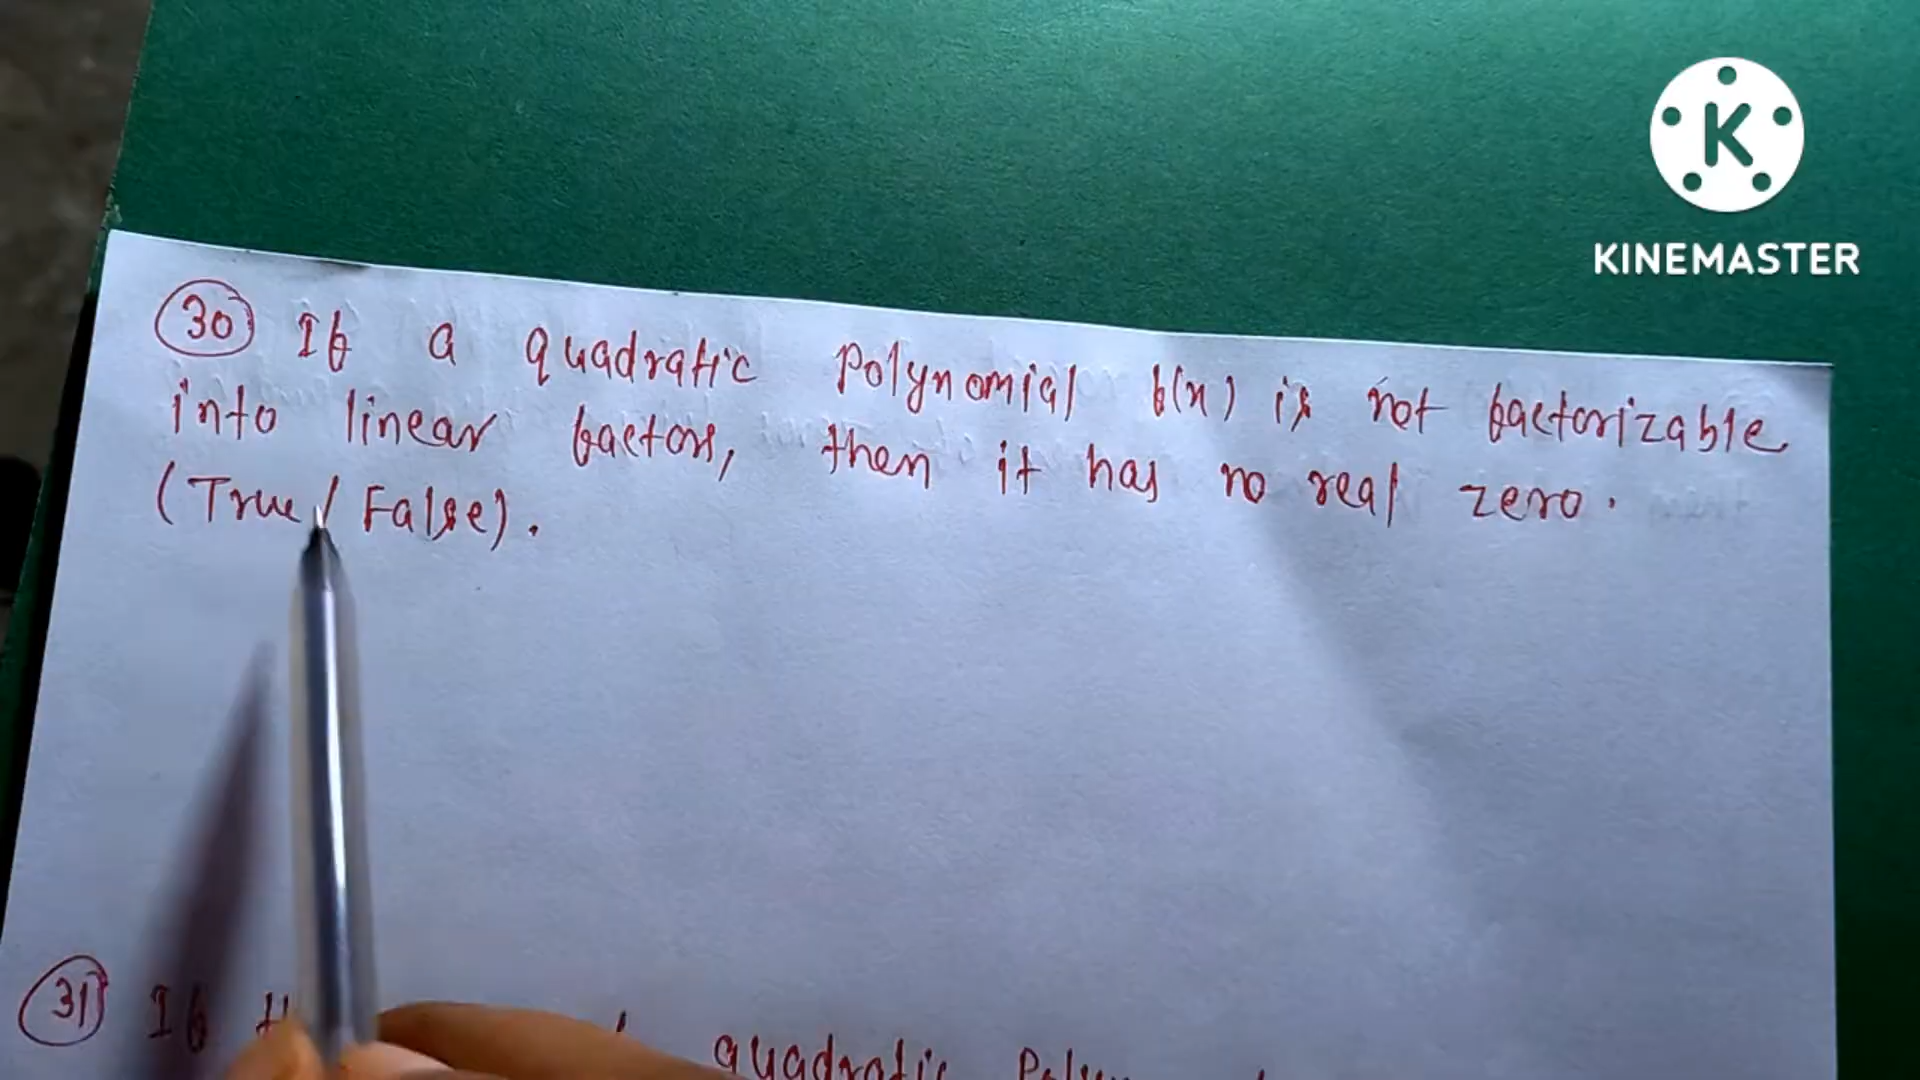 KINEMASTER
30 If a quadratic polynomial f(x) is not factorizable
into linear factors, then it has no real zero.
(True/False).
31 If
quadratic